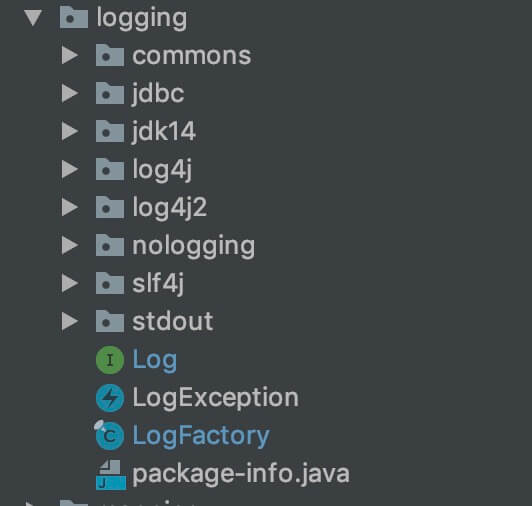 logging
commons
jdbc
jdk14
log4j
log4j2
nologging
slf4j
stdout
I Log
LogException
C LogFactory
J package-info.java